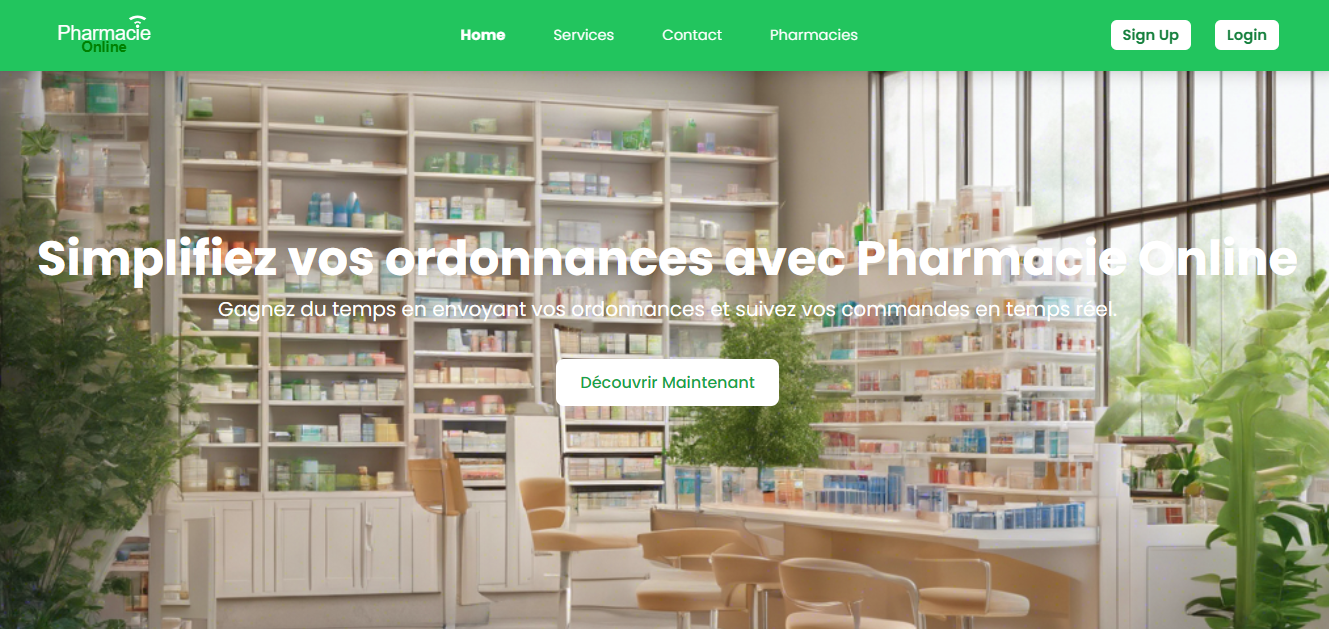 Pharmacie
Online
Home Services Contact Pharmacies Sign Up Login
Simplifiez vos ordonnances avec Pharmacie Online
Gagnez du temps en envoyant vos ordonnances et suivez vos commandes en temps réel.
Découvrir Maintenant